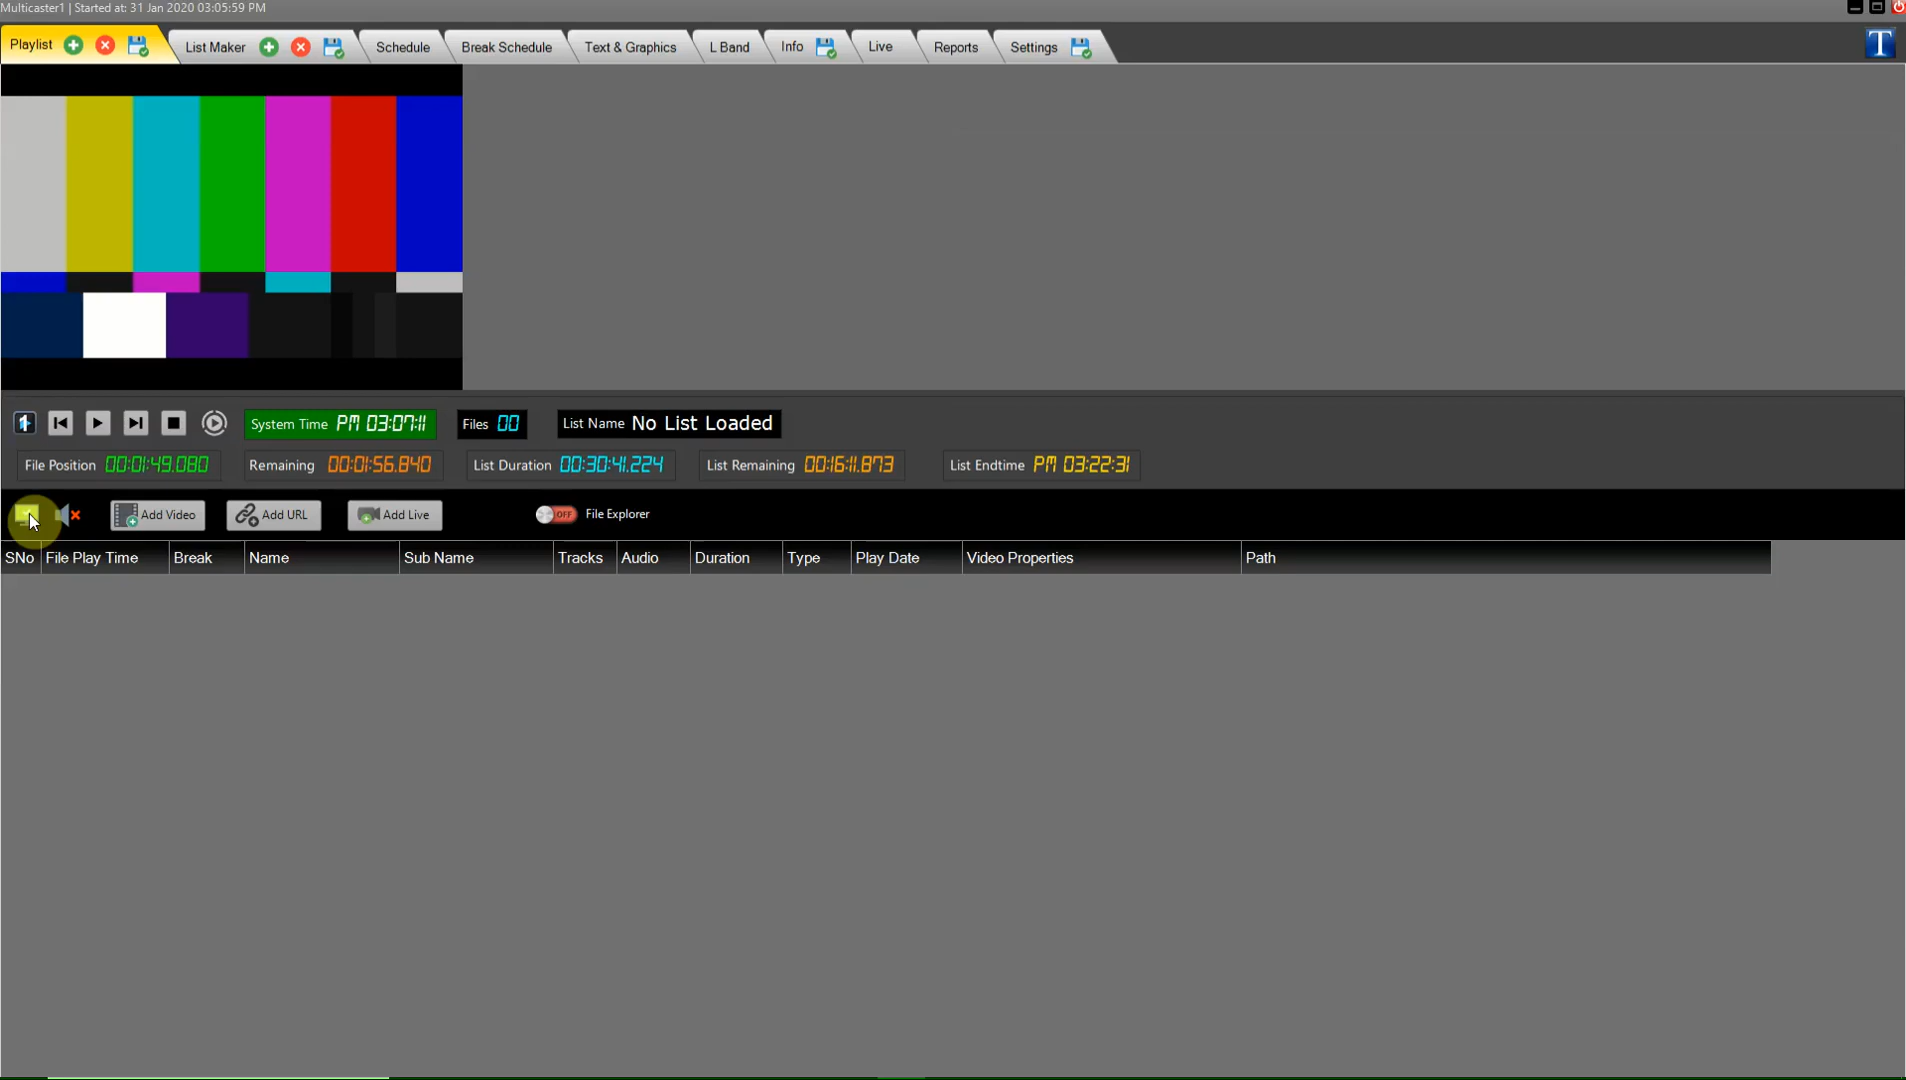 Multicaster1 | Started at: 31 Jan 2020 03:05:59 PM
Playlist List Maker Schedule Break Schedule Text & Graphics L Band Info Live Reports Settings T
1 System Time PM 03:07:11 Files 00 List Name No List Loaded
File Position 00:01:49.080 Remaining 00:01:56.840 List Duration 00:30:41.224 List Remaining 00:16:11.873 List Endtime PM 03:22:31
Add Video Add URL Add Live OFF File Explorer
SNo File Play Time Break Name Sub Name Tracks Audio Duration Type Play Date Video Properties Path